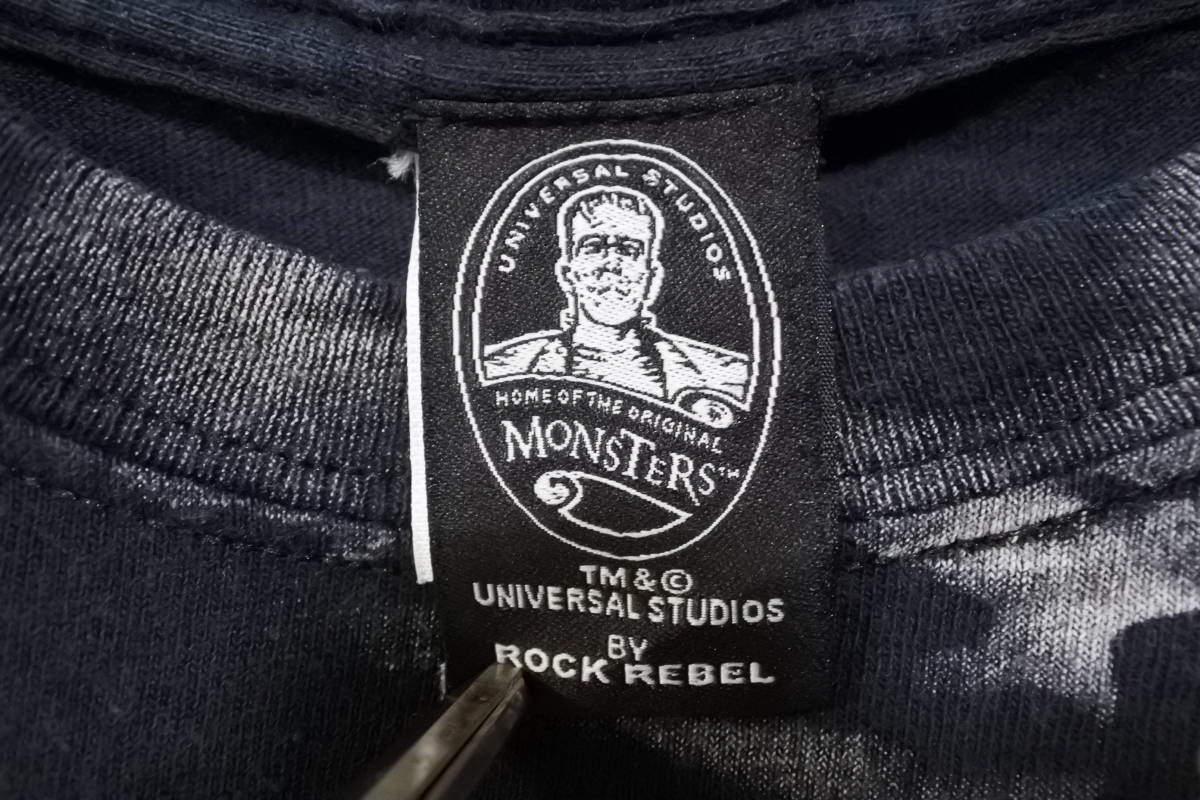 UNIVERSAL STUDIOS
HOME OF THE ORIGINAL
MONSTERS™
TM & ©
UNIVERSAL STUDIOS
BY
ROCK REBEL